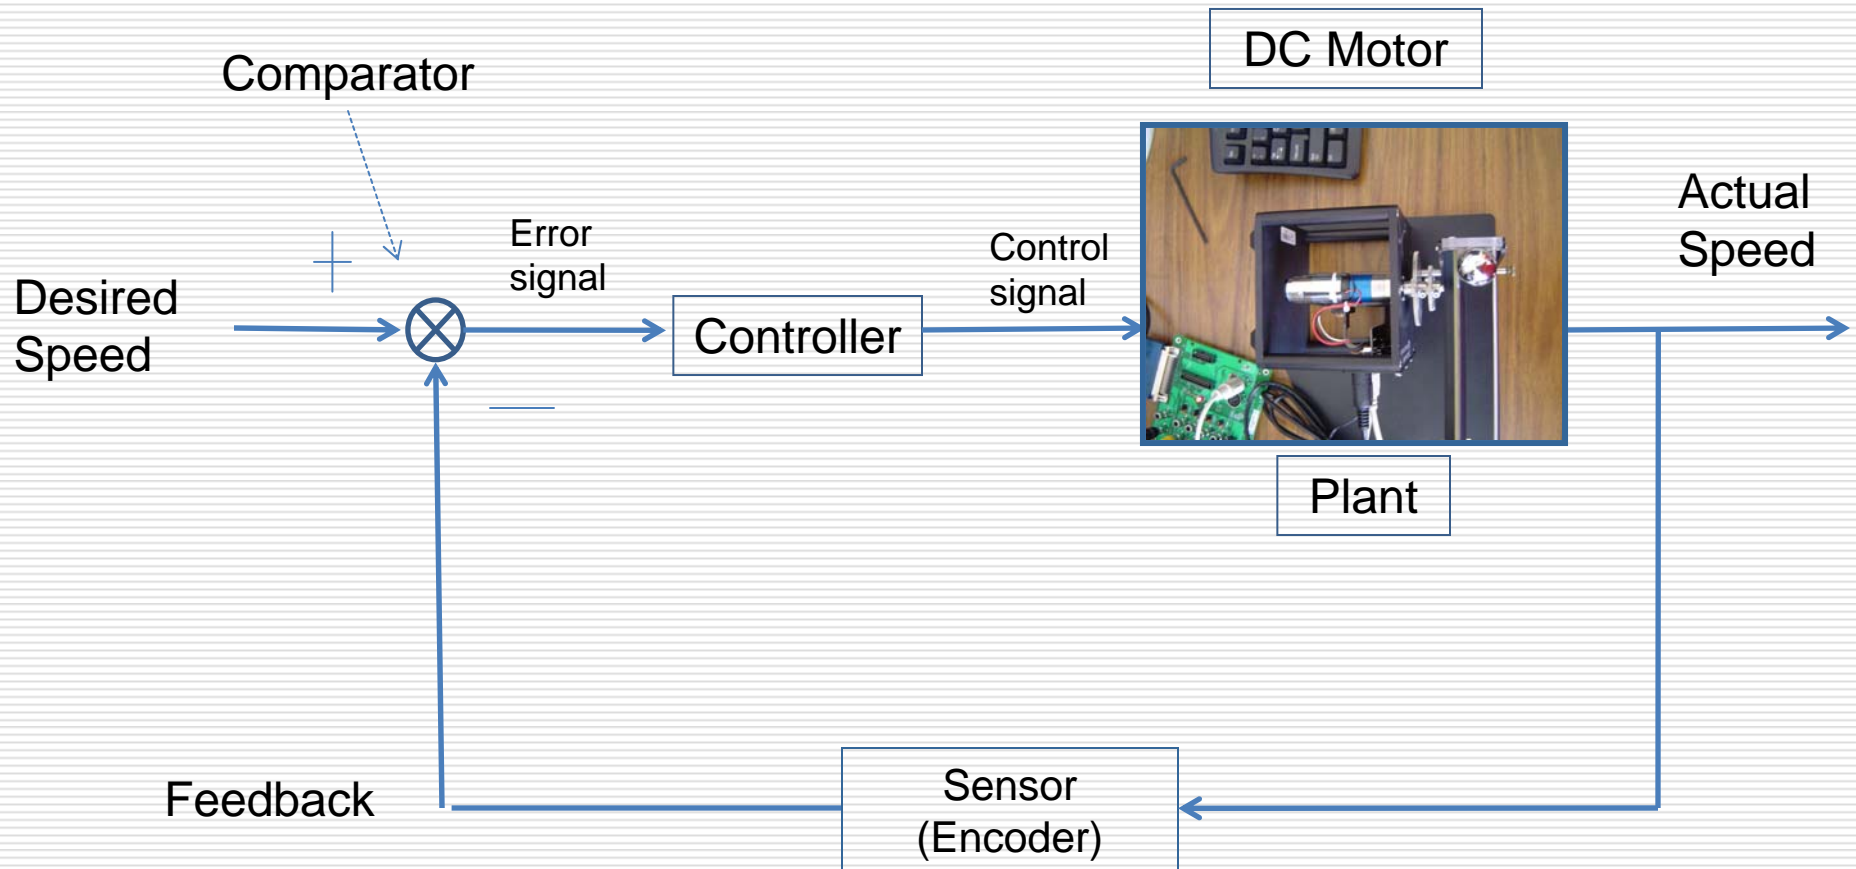 DC Motor
Comparator
Actual
Speed
Error
signal
Control
signal
+
Desired
Speed
Controller
—
Plant
Feedback
Sensor
(Encoder)